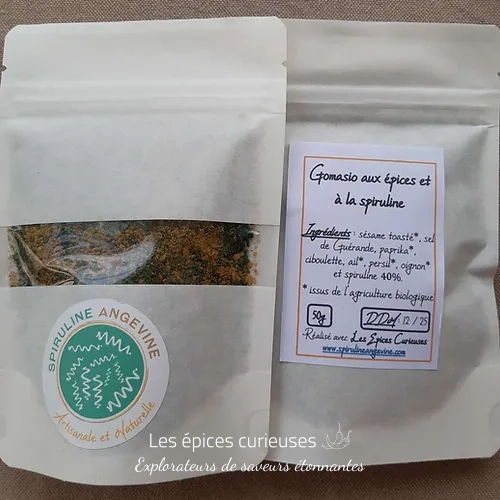 SPIRULINE ANGEVINE
Artisanale et Naturelle
Gomasio aux épices et
à la spiruline
Ingrédients : sésame toasté*, sel
de Guérande, paprika*,
ciboulette, ail*, persil*, oignon*
et spiruline 40%.
* issus de l'agriculture biologique
50g
DDM 12 / 25
Réalisé avec Les Epices Curieuses
www.spirulineangevine.com
Les épices curieuses
Explorateurs de saveurs étonnantes